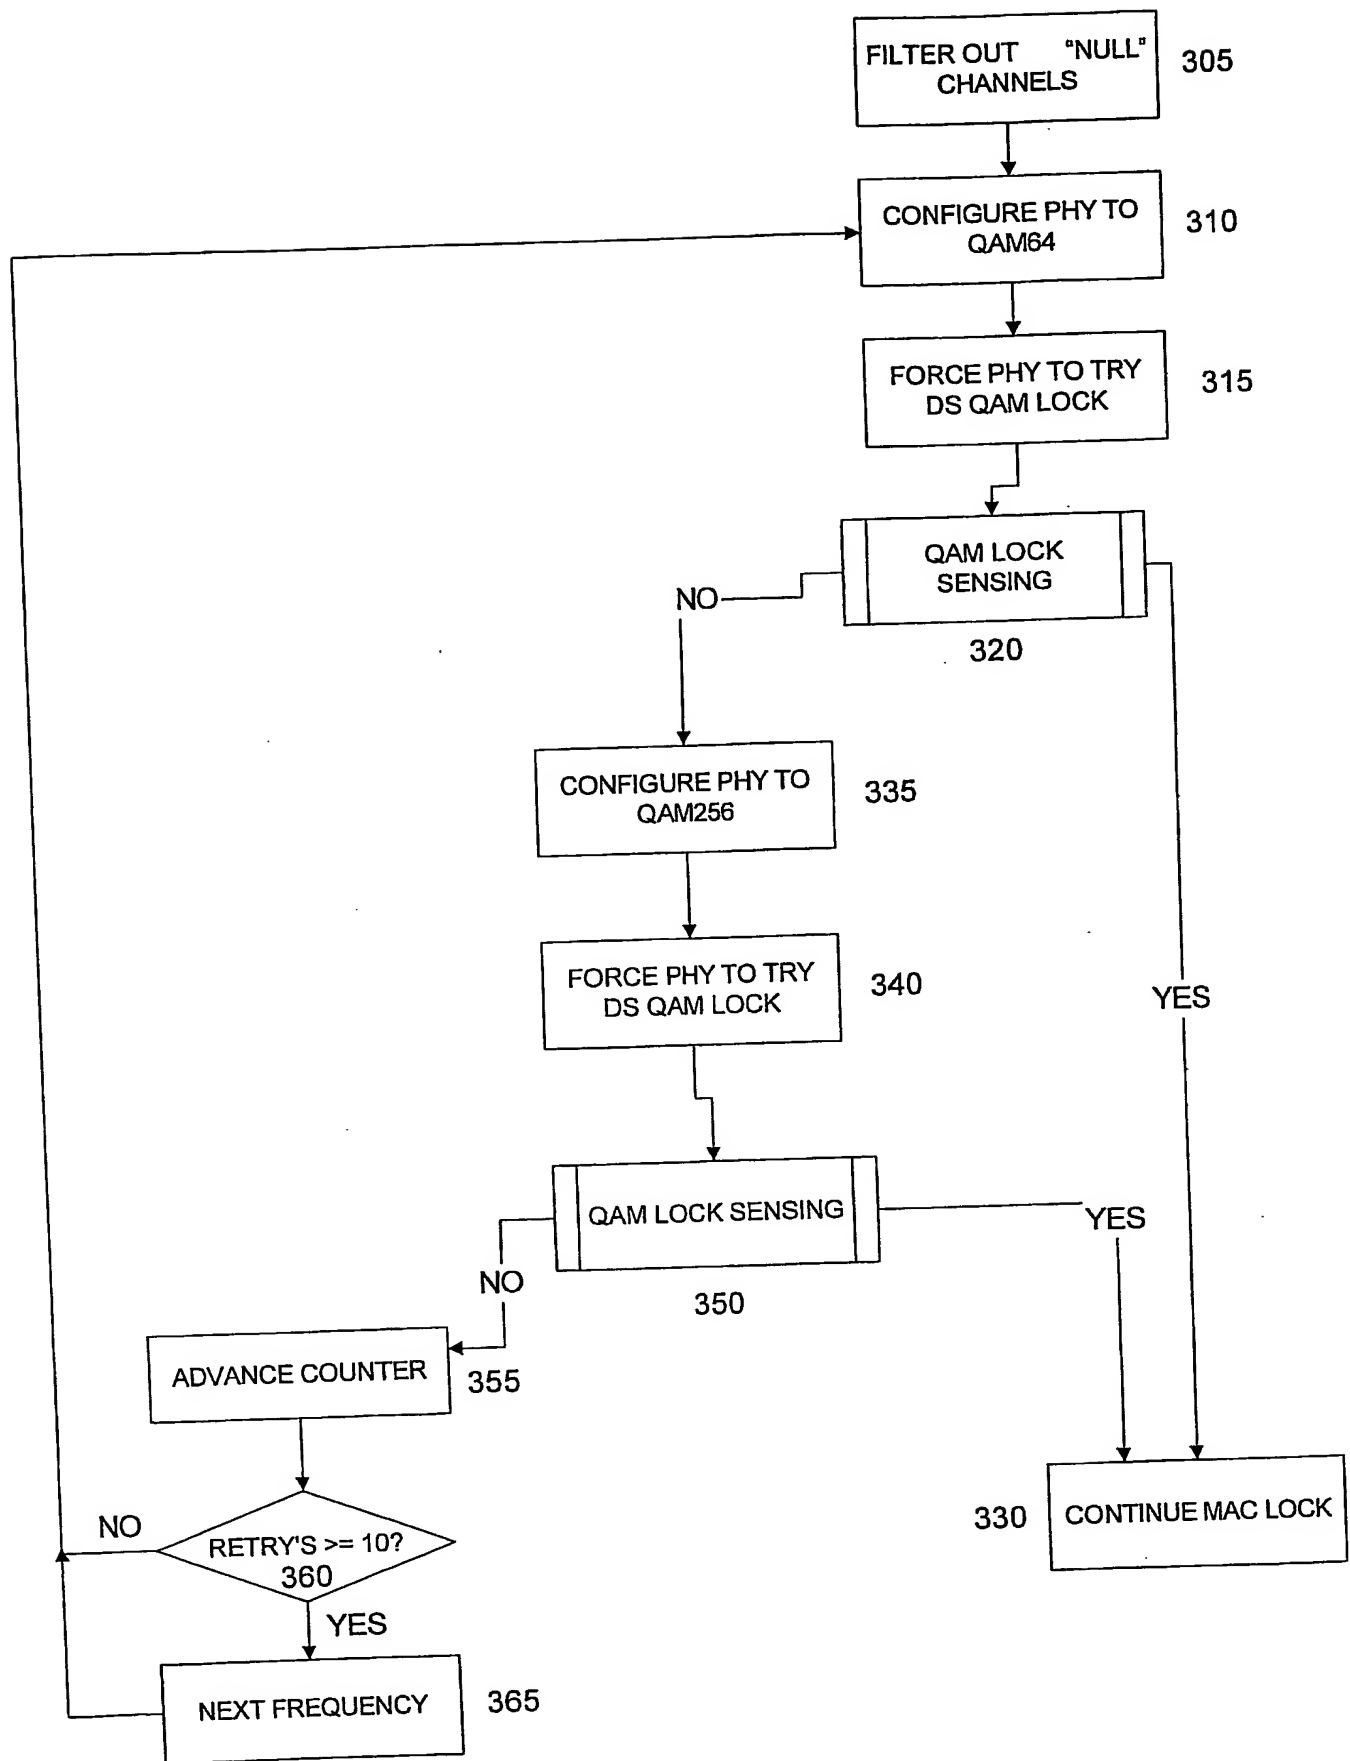 FILTER OUT "NULL"
CHANNELS
305
CONFIGURE PHY TO
QAM64
310
FORCE PHY TO TRY
DS QAM LOCK
315
QAM LOCK
SENSING
320
NO
YES
CONFIGURE PHY TO
QAM256
335
FORCE PHY TO TRY
DS QAM LOCK
340
QAM LOCK SENSING
350
YES
NO
ADVANCE COUNTER
355
RETRY'S >= 10?
360
NO
YES
NEXT FREQUENCY
365
330
CONTINUE MAC LOCK